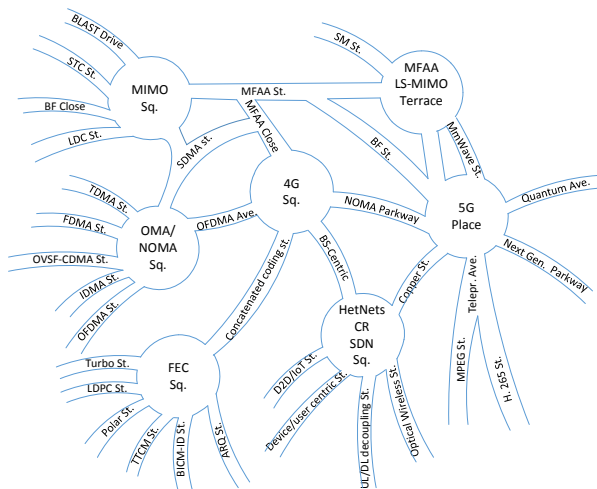 BLAST Drive
STC St.
BF Close
LDC St.
MIMO
Sq.
SDMA st.
MFAA St.
MFAA Close
SM St.
MFAA
LS-MIMO
Terrace
BF St.
MmWave St.
4G
Sq.
NOMA Parkway
5G
Place
Quantum Ave.
Next Gen. Parkway
TDMA St.
FDMA St.
OVSF-CDMA St.
IDMA St.
OFDMA St.
OMA/
NOMA
Sq.
OFDMA Ave.
Concatenated coding st.
BS-Centric
Copper St.
Telepr. Ave.
MPEG St.
H. 265 St.
HetNets
CR
SDN
Sq.
D2D/IoT St.
Device/user centric St.
UL/DL decoupling St.
Optical Wireless St.
FEC
Sq.
Turbo St.
LDPC St.
Polar St.
TTCM St.
BICM-ID St.
ARQ St.